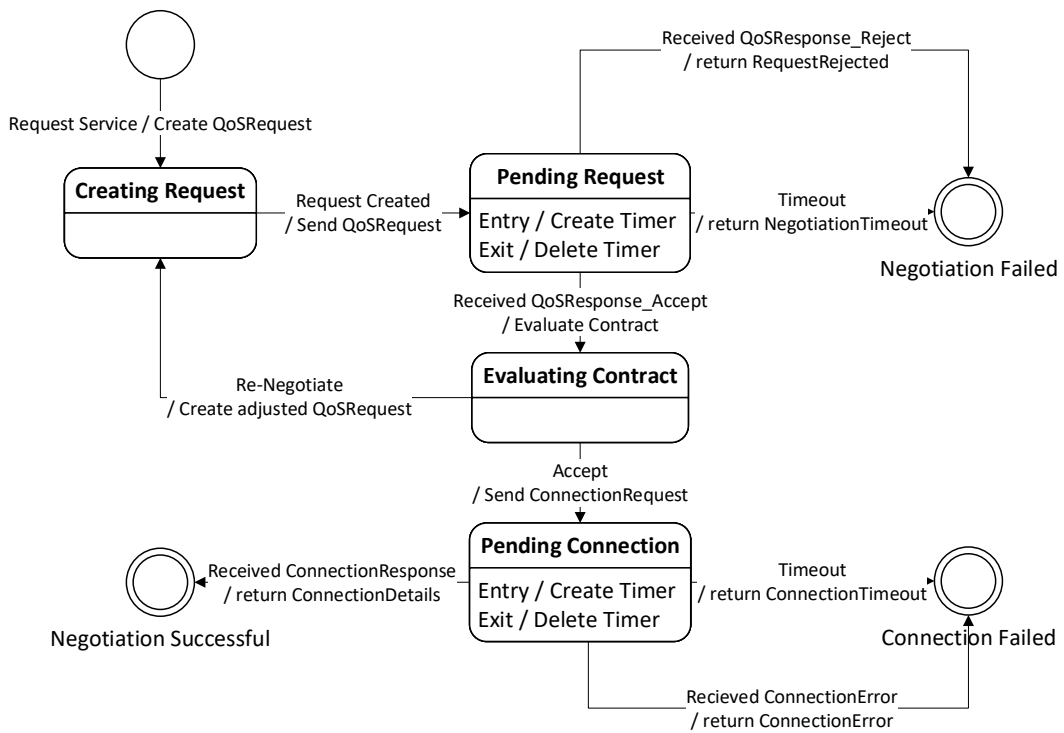 Received QoSResponse_Reject
/ return RequestRejected
Request Service / Create QoSRequest
Creating Request
Request Created
/ Send QoSRequest
Pending Request
Entry / Create Timer
Exit / Delete Timer
Timeout
/ return NegotiationTimeout
Negotiation Failed
Received QoSResponse_Accept
/ Evaluate Contract
Evaluating Contract
Re-Negotiate
/ Create adjusted QoSRequest
Accept
/ Send ConnectionRequest
Pending Connection
Entry / Create Timer
Exit / Delete Timer
Received ConnectionResponse
/ return ConnectionDetails
Negotiation Successful
Timeout
/ return ConnectionTimeout
Connection Failed
Recieved ConnectionError
/ return ConnectionError